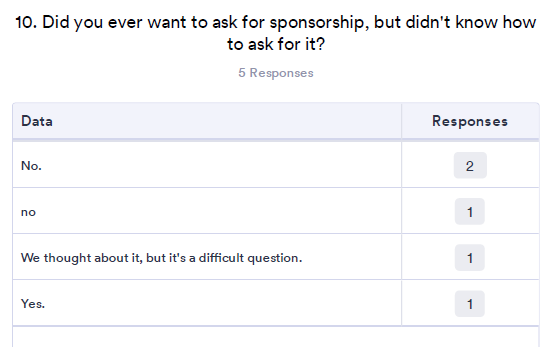 10. Did you ever want to ask for sponsorship, but didn't know how
to ask for it?
5 Responses
Data Responses
No. 2
no 1
We thought about it, but it's a difficult question. 1
Yes. 1